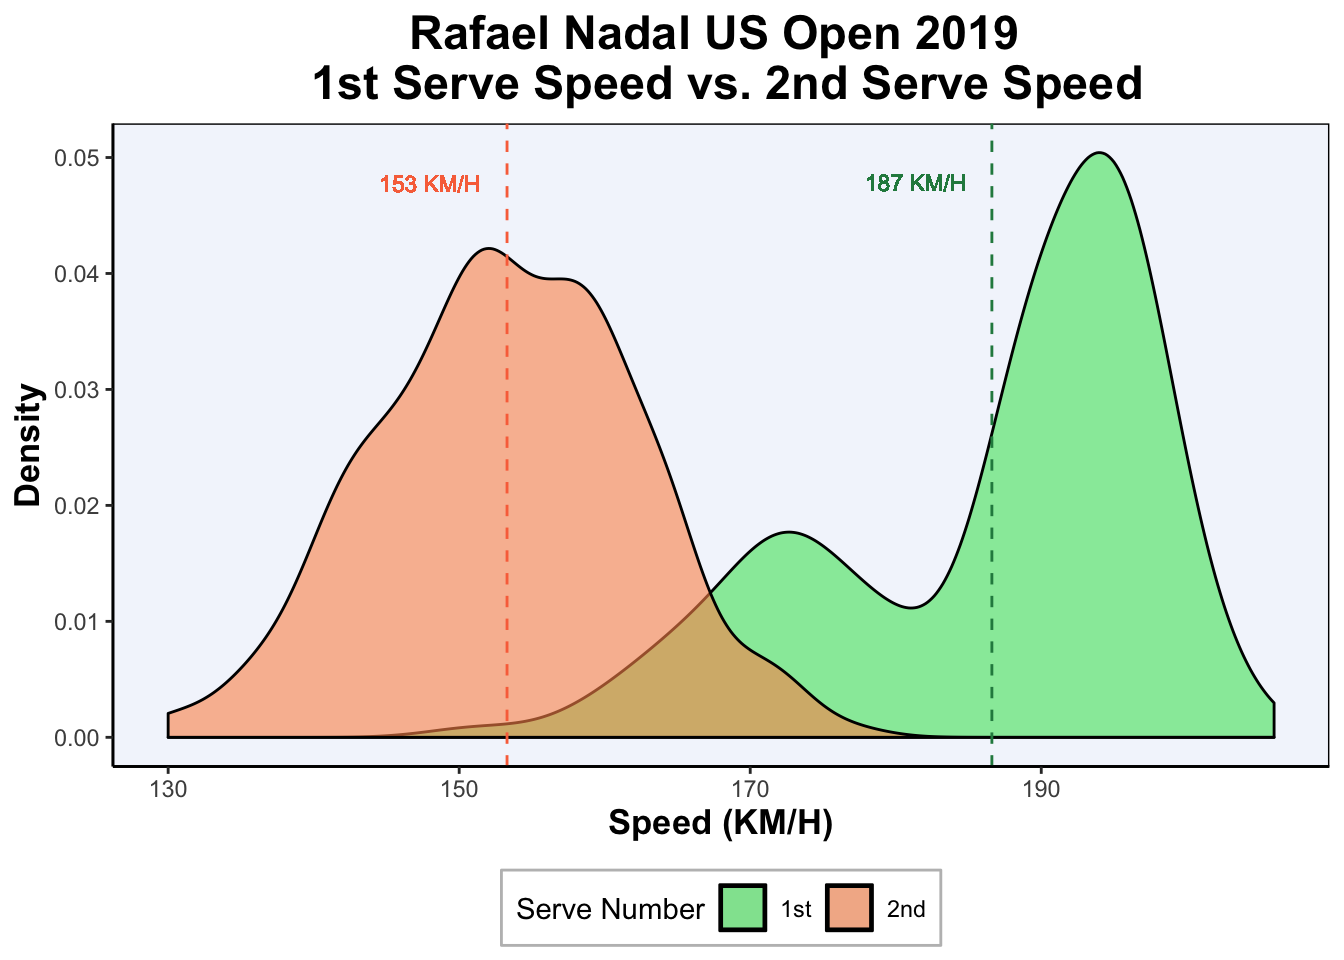 Rafael Nadal US Open 2019
1st Serve Speed vs. 2nd Serve Speed
0.05
153 KM/H
187 KM/H
0.04
0.03
Density
0.02
0.01
0.00
130
150
170
190
Speed (KM/H)
Serve Number
1st
2nd